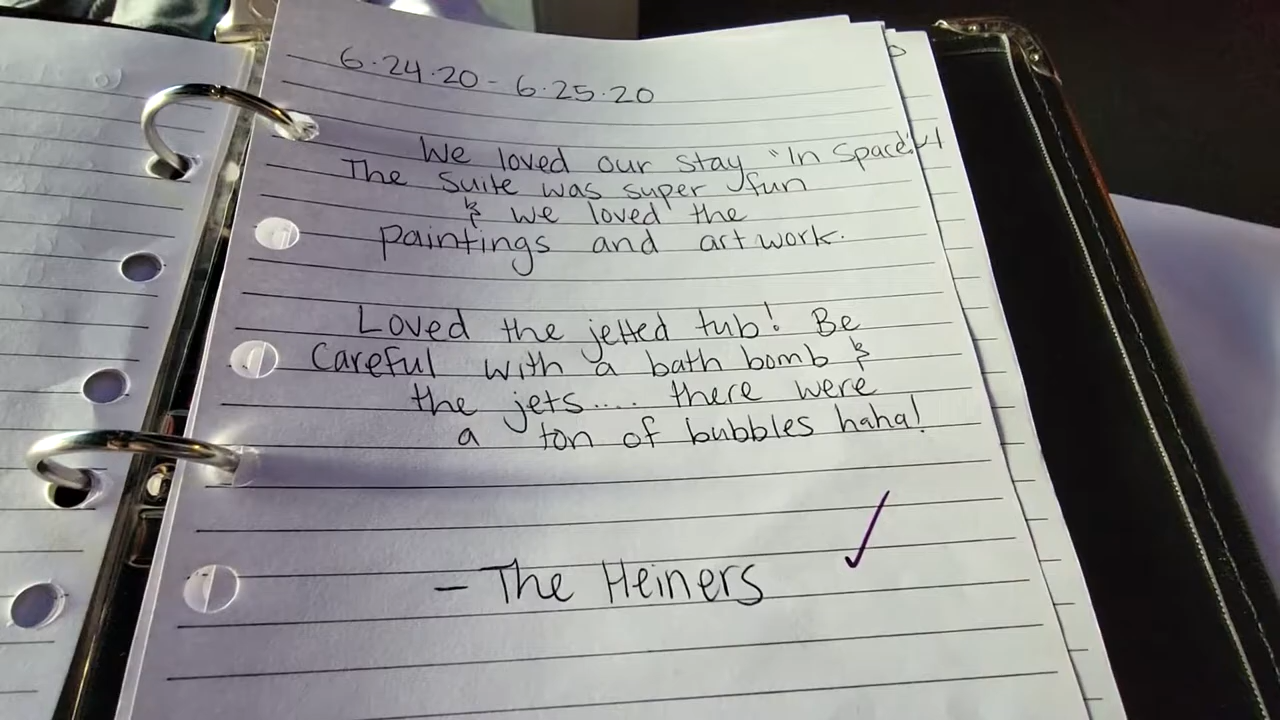 6.24.20 - 6.25.20
We loved our stay "In Space"!
The suite was super fun
& we loved the
paintings and artwork.
Loved the jetted tub! Be
careful with a bath bomb &
the jets.... there were
a ton of bubbles haha!
- The Heiners